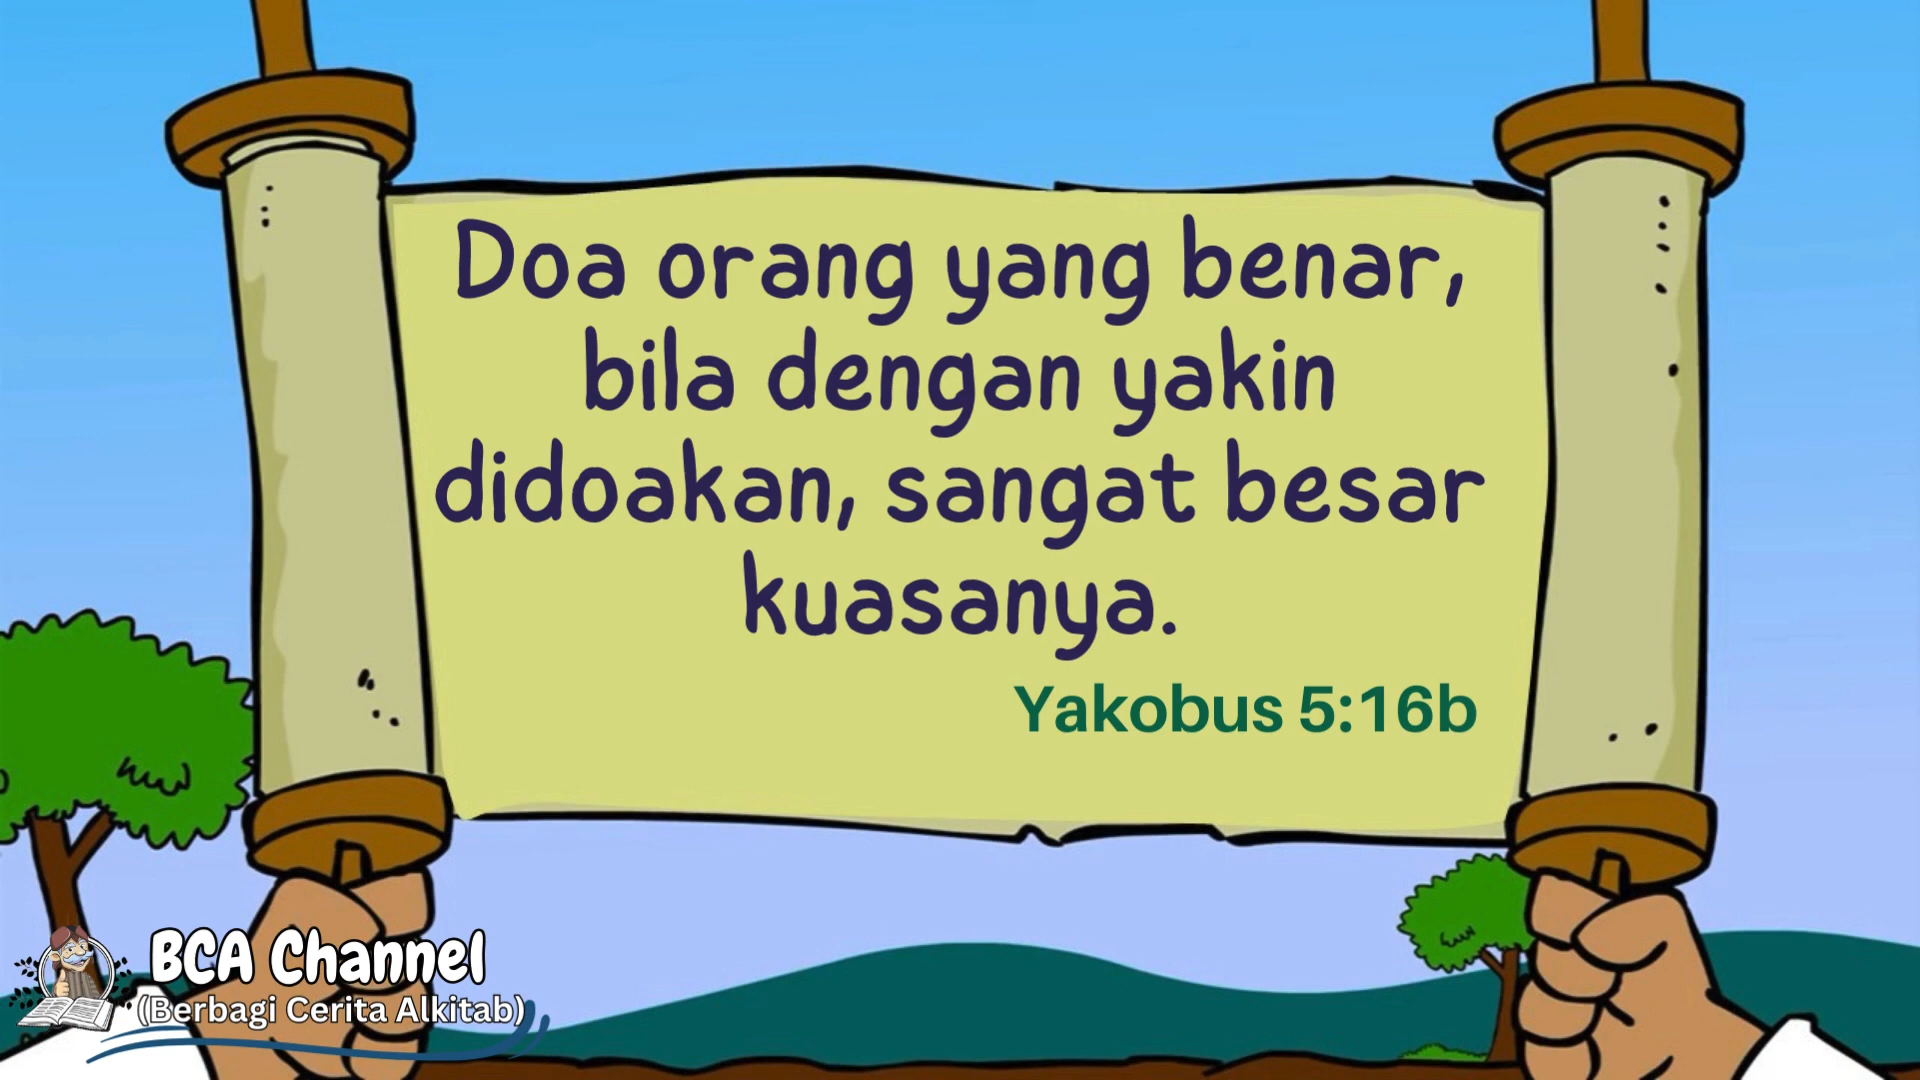 Doa orang yang benar,
bila dengan yakin
didoakan, sangat besar
kuasanya.
Yakobus 5:16b
BCA Channel
(Berbagi Cerita Alkitab)